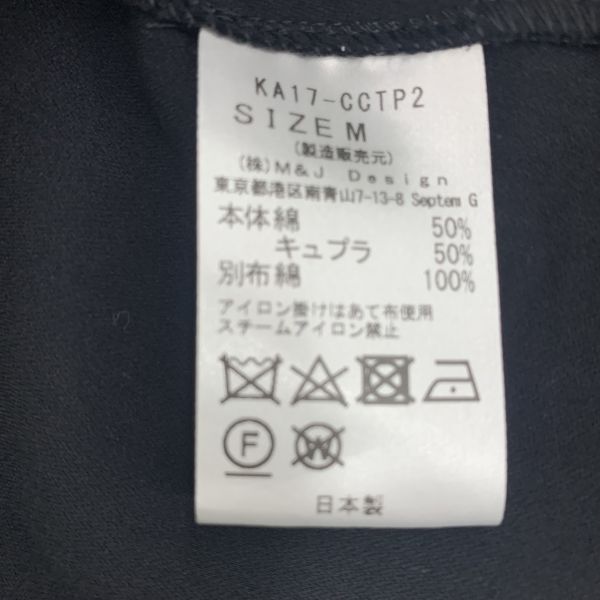 KA17-CCTP2
SIZE M
(製造販売元)
(株)M&J Design
東京都港区南青山7-13-8 Septem G
本体綿 50%
キュプラ 50%
別布綿 100%
アイロン掛けはあて布使用
スチームアイロン禁止
F W
日本製